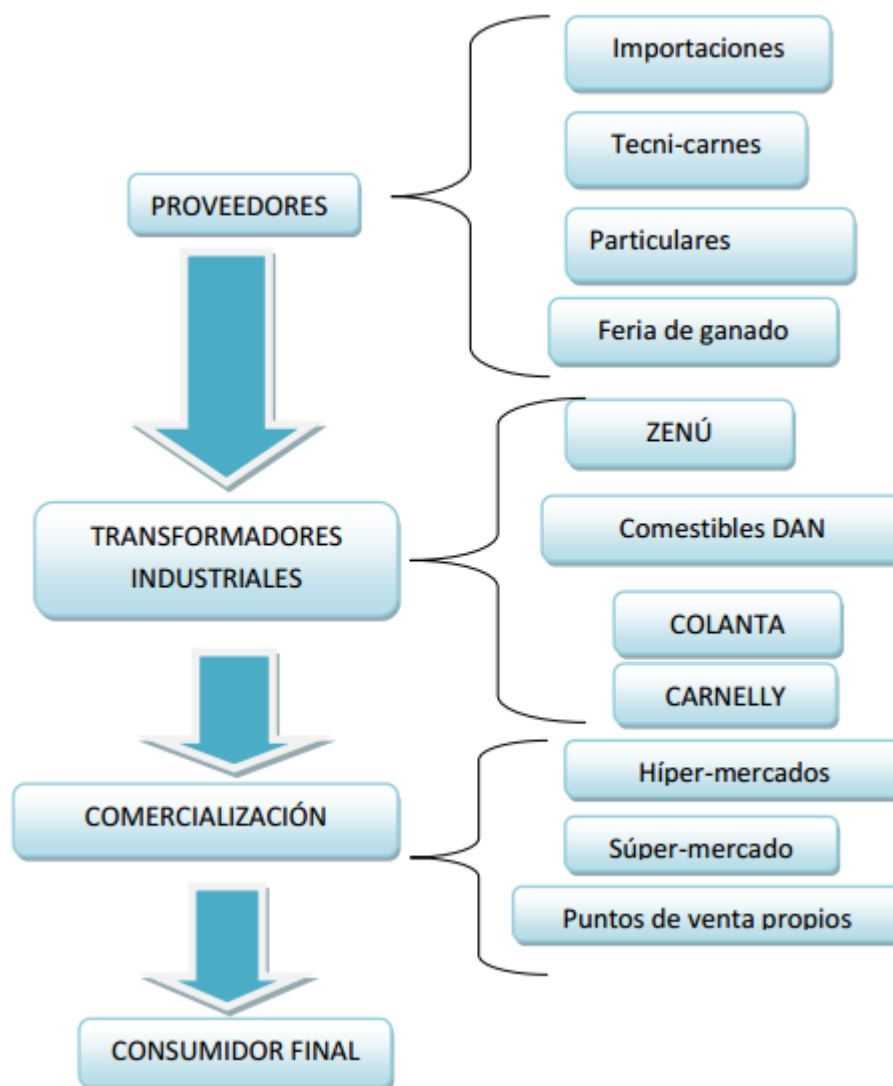 PROVEEDORES
Importaciones
Tecni-carnes
Particulares
Feria de ganado
TRANSFORMADORES
INDUSTRIALES
ZENÚ
Comestibles DAN
COLANTA
CARNELLY
COMERCIALIZACIÓN
Híper-mercados
Súper-mercado
Puntos de venta propios
CONSUMIDOR FINAL